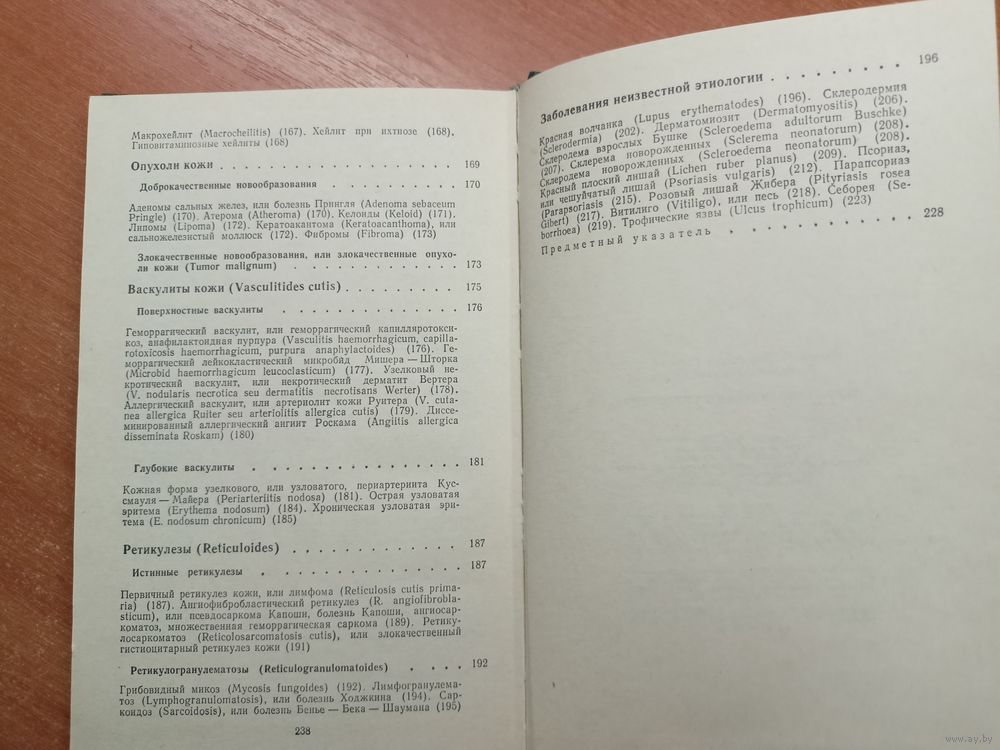 Макрохейлит (Macrocheilitis) (167). Хейлит при ихтиозе (168).
Гиповитаминозные хейлиты (168)
Опухоли кожи . . . . . . . . . . . . . . . 169
Доброкачественные новообразования . . . . . . . . . 170
Аденомы сальных желез, или болезнь Прингля (Adenoma sebaceum
Pringle) (170). Атерома (Atheroma) (170). Келоиды (Keloid) (171).
Липомы (Lipoma) (172). Кератоакантома (Keratoacanthoma), или
сальножелезистый моллюск (172). Фибромы (Fibroma) (173)
Злокачественные новообразования, или злокачественные опухо-
ли кожи (Tumor malignum) . . . . . . . . . . . 173
Васкулиты кожи (Vasculitides cutis) . . . . . . . . . 175
Поверхностные васкулиты . . . . . . . . . . . . 176
Геморрагический васкулит, или геморрагический капилляротокси-
коз, анафилактоидная пурпура (Vasculitis haemorrhagicum, capilla-
rotoxicosis haemorrhagicum, purpura anaphylactoides) (176). Ге-
моррагический лейкокластический микробид Мишера — Шторка
(Microbid haemorrhagicum leucoclasticum) (177). Узелковый не-
кротический васкулит, или некротический дерматит Вертера
(V. nodularis necrotica seu dermatitis necrotisans Werter) (178).
Аллергический васкулит, или артериолит кожи Руитера (V. cuta-
nea allergica Ruiter seu arteriolitis allergica cutis) (179). Диссе-
минированный аллергический ангиит Роскама (Angiitis allergica
disseminata Roskam) (180)
Глубокие васкулиты . . . . . . . . . . . . . 181
Кожная форма узелкового, или узловатого, периартериита Кус-
смауля — Майера (Periarteriitis nodosa) (181). Острая узловатая
эритема (Erythema nodosum) (184). Хроническая узловатая эри-
тема (E. nodosum chronicum) (185)
Ретикулезы (Reticuloides) . . . . . . . . . . . . 187
Истинные ретикулезы . . . . . . . . . . . . . 187
Первичный ретикулез кожи, или лимфома (Reticulosis cutis prima-
ria) (187). Ангиофибробластический ретикулез (R. angiofibrobla-
sticum), или псевдосаркома Капоши, болезнь Капоши, ангиосар-
коматоз, множественная геморрагическая саркома (189). Ретику-
лосаркоматоз (Reticolosarcomatosis cutis), или злокачественный
гистиоцитарный ретикулез кожи (191)
Ретикулогранулематозы (Reticulogranulomatoides) . . . . 192
Грибовидный микоз (Mycosis fungoides) (192). Лимфогранулема-
тоз (Lymphogranulomatosis), или болезнь Ходжкина (194). Сар-
коидоз (Sarcoidosis), или болезнь Бенье — Бека — Шаумана (195)
238
Заболевания неизвестной этиологии . . . . . . . . . 196
Красная волчанка (Lupus erythematodes) (196). Склеродермия
(Sclerodermia) (202). Дерматомиозит (Dermatomyositis) (206).
Склередема взрослых Бушке (Scleroedema adultorum Buschke)
(207). Склерема новорожденных (Sclerema neonatorum) (208).
Склередема новорожденных (Scleroedema neonatorum) (208).
Красный плоский лишай (Lichen ruber planus) (209). Псориаз,
или чешуйчатый лишай (Psoriasis vulgaris) (212). Парапсориаз
(Parapsoriasis) (215). Розовый лишай Жибера (Pityriasis rosea
Gibert) (217). Витилиго (Vitiligo), или песь (218). Себорея (Se-
borrhoea) (219). Трофические язвы (Ulcus trophicum) (223)
Предметный указатель . . . . . . . . . . . 228
www.ay.by